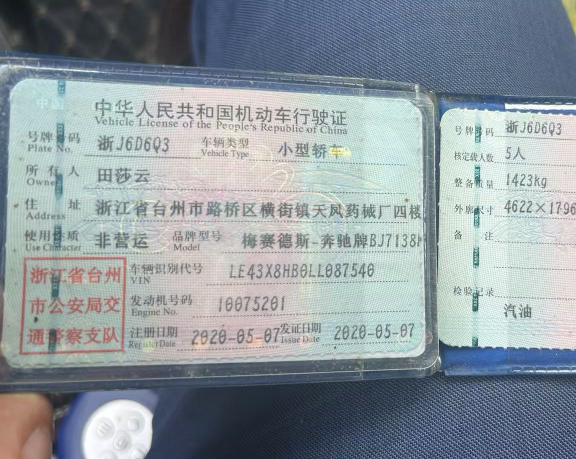 中华人民共和国机动车行驶证
Vehicle License of the People's Republic of China
号牌号码 浙J6D6Q3 车辆类型 小型轿车
Plate No. Vehicle Type
所有人 田莎云
Owner
住址 浙江省台州市路桥区横街镇天凤药械厂四楼
Address
使用性质 非营运 品牌型号 梅赛德斯-奔驰牌BJ7138H
Use Character Model
浙江省台州
市公安局交
通警察支队
车辆识别代号 LE43X8HB0LL087540
VIN
发动机号码 10075201
Engine No.
注册日期 2020-05-07 发证日期 2020-05-07
Register Date Issue Date
号牌号码 浙J6D6Q3
核定载人数 5人
整备质量 1423kg
外廓尺寸 4622×1796
备注
检验记录
汽油